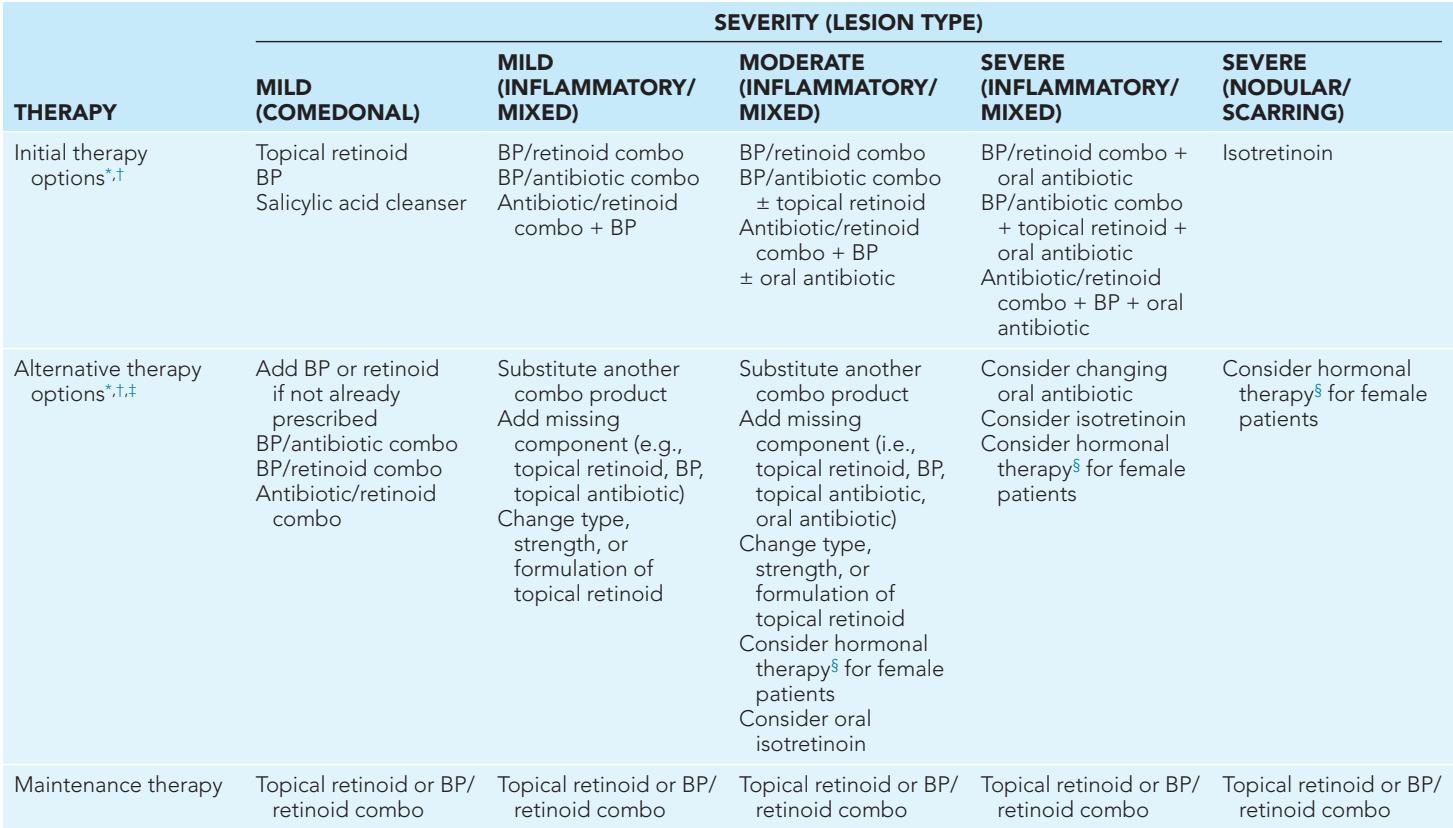 SEVERITY (LESION TYPE)
THERAPY
MILD
(COMEDONAL)
MILD
(INFLAMMATORY/
MIXED)
MODERATE
(INFLAMMATORY/
MIXED)
SEVERE
(INFLAMMATORY/
MIXED)
SEVERE
(NODULAR/
SCARRING)
Initial therapy
options*,†
Topical retinoid
BP
Salicylic acid cleanser
BP/retinoid combo
BP/antibiotic combo
Antibiotic/retinoid
combo + BP
BP/retinoid combo
BP/antibiotic combo
± topical retinoid
Antibiotic/retinoid
combo + BP
± oral antibiotic
BP/retinoid combo +
oral antibiotic
BP/antibiotic combo
+ topical retinoid +
oral antibiotic
Antibiotic/retinoid
combo + BP + oral
antibiotic
Isotretinoin
Alternative therapy
options*,†,‡
Add BP or retinoid
if not already
prescribed
BP/antibiotic combo
BP/retinoid combo
Antibiotic/retinoid
combo
Substitute another
combo product
Add missing
component (e.g.,
topical retinoid, BP,
topical antibiotic)
Change type,
strength, or
formulation of
topical retinoid
Substitute another
combo product
Add missing
component (i.e.,
topical retinoid, BP,
topical antibiotic,
oral antibiotic)
Change type,
strength, or
formulation of
topical retinoid
Consider hormonal
therapy§ for female
patients
Consider oral
isotretinoin
Consider changing
oral antibiotic
Consider isotretinoin
Consider hormonal
therapy§ for female
patients
Consider hormonal
therapy§ for female
patients
Maintenance therapy
Topical retinoid or BP/
retinoid combo
Topical retinoid or BP/
retinoid combo
Topical retinoid or BP/
retinoid combo
Topical retinoid or BP/
retinoid combo
Topical retinoid or BP/
retinoid combo